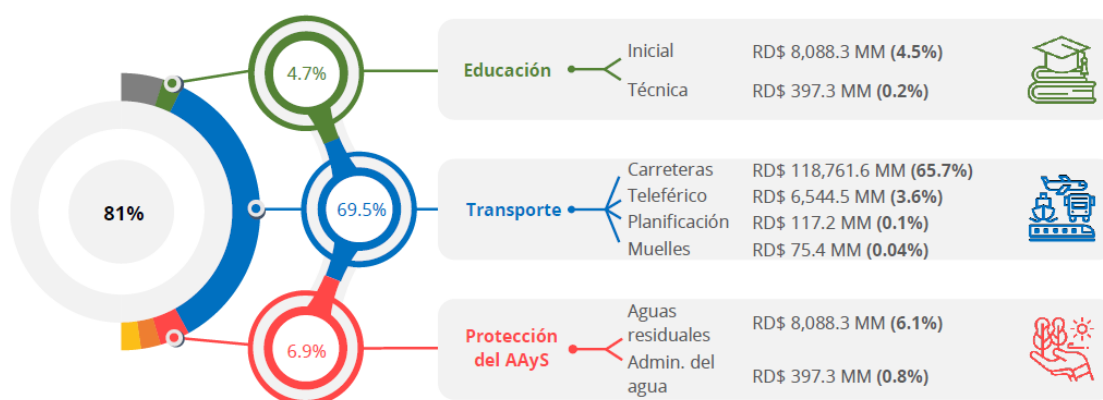 81%
4.7%
Educación
Inicial RD$ 8,088.3 MM (4.5%)
Técnica RD$ 397.3 MM (0.2%)
69.5%
Transporte
Carreteras RD$ 118,761.6 MM (65.7%)
Teleférico RD$ 6,544.5 MM (3.6%)
Planificación RD$ 117.2 MM (0.1%)
Muelles RD$ 75.4 MM (0.04%)
6.9%
Protección
del AAyS
Aguas
residuales RD$ 8,088.3 MM (6.1%)
Admin. del
agua RD$ 397.3 MM (0.8%)